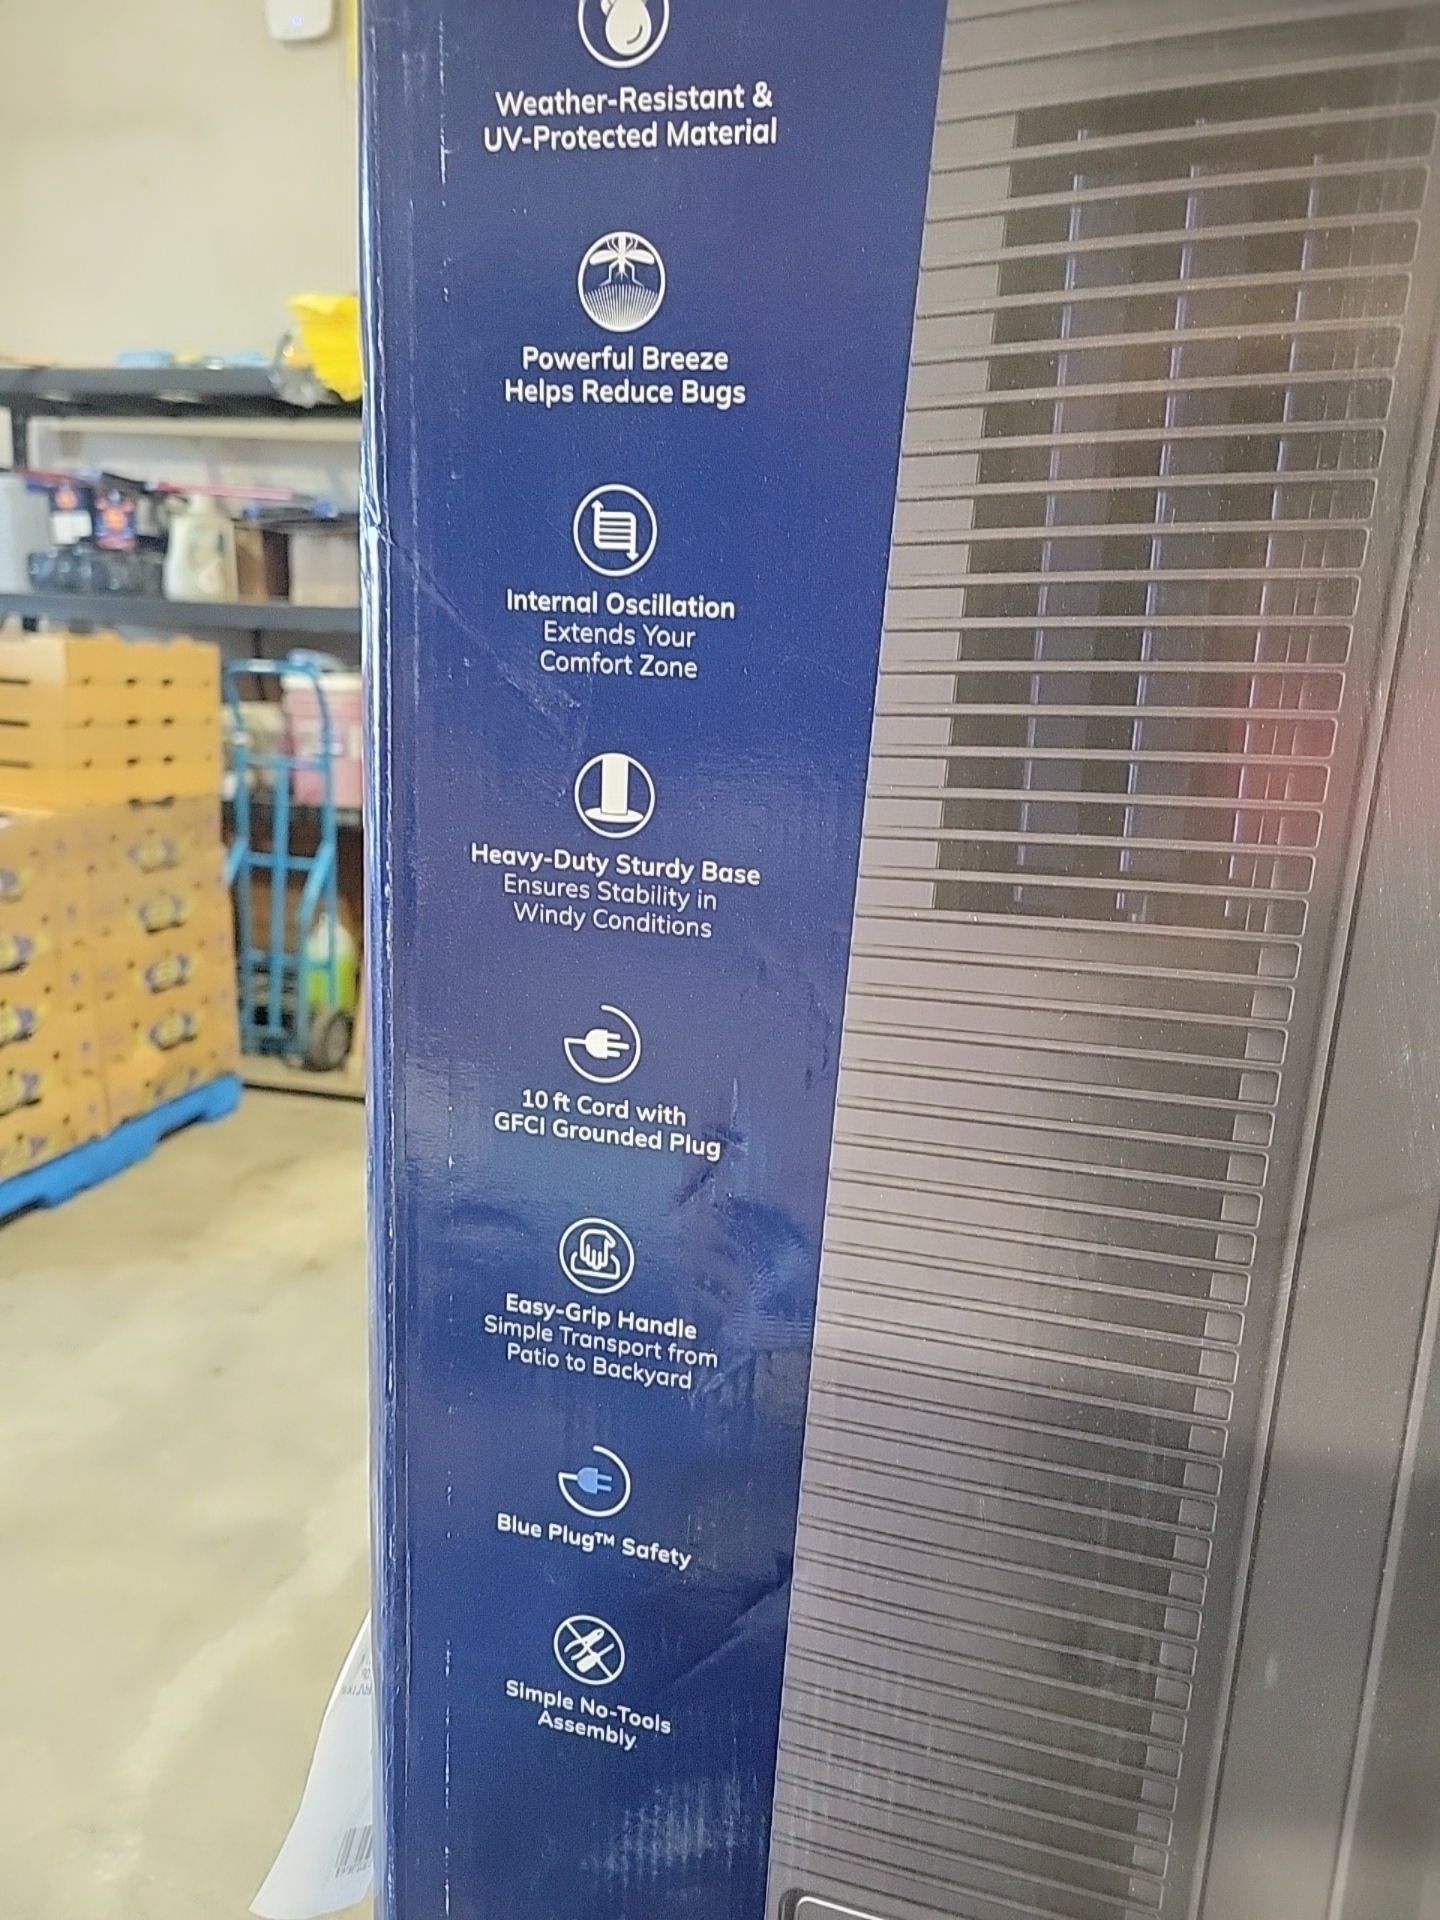 Weather-Resistant &
UV-Protected Material
Powerful Breeze
Helps Reduce Bugs
Internal Oscillation
Extends Your
Comfort Zone
Heavy-Duty Sturdy Base
Ensures Stability in
Windy Conditions
10 ft Cord with
GFCI Grounded Plug
Easy-Grip Handle
Simple Transport from
Patio to Backyard
Blue Plug™ Safety
Simple No-Tools
Assembly